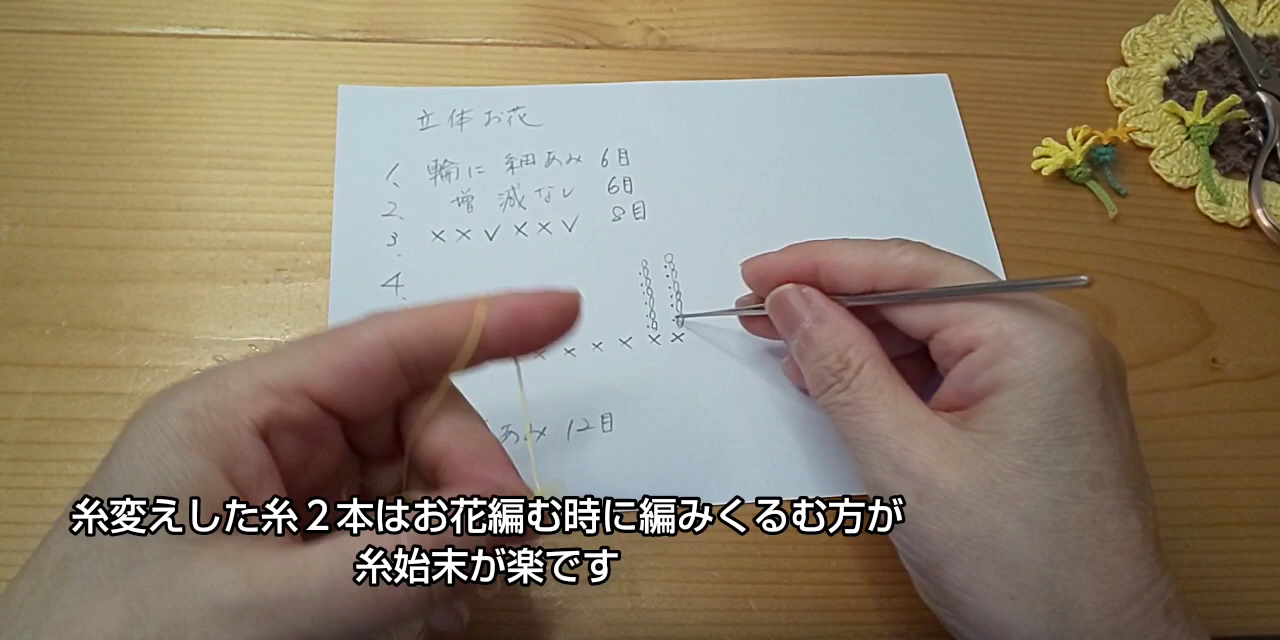 立体お花
1、輪に細あみ 6目
2、増減なし 6目
3、××∨××∨ 8目
4、
あみ 12目
糸変えした糸２本はお花編む時に編みくるむ方が
糸始末が楽です